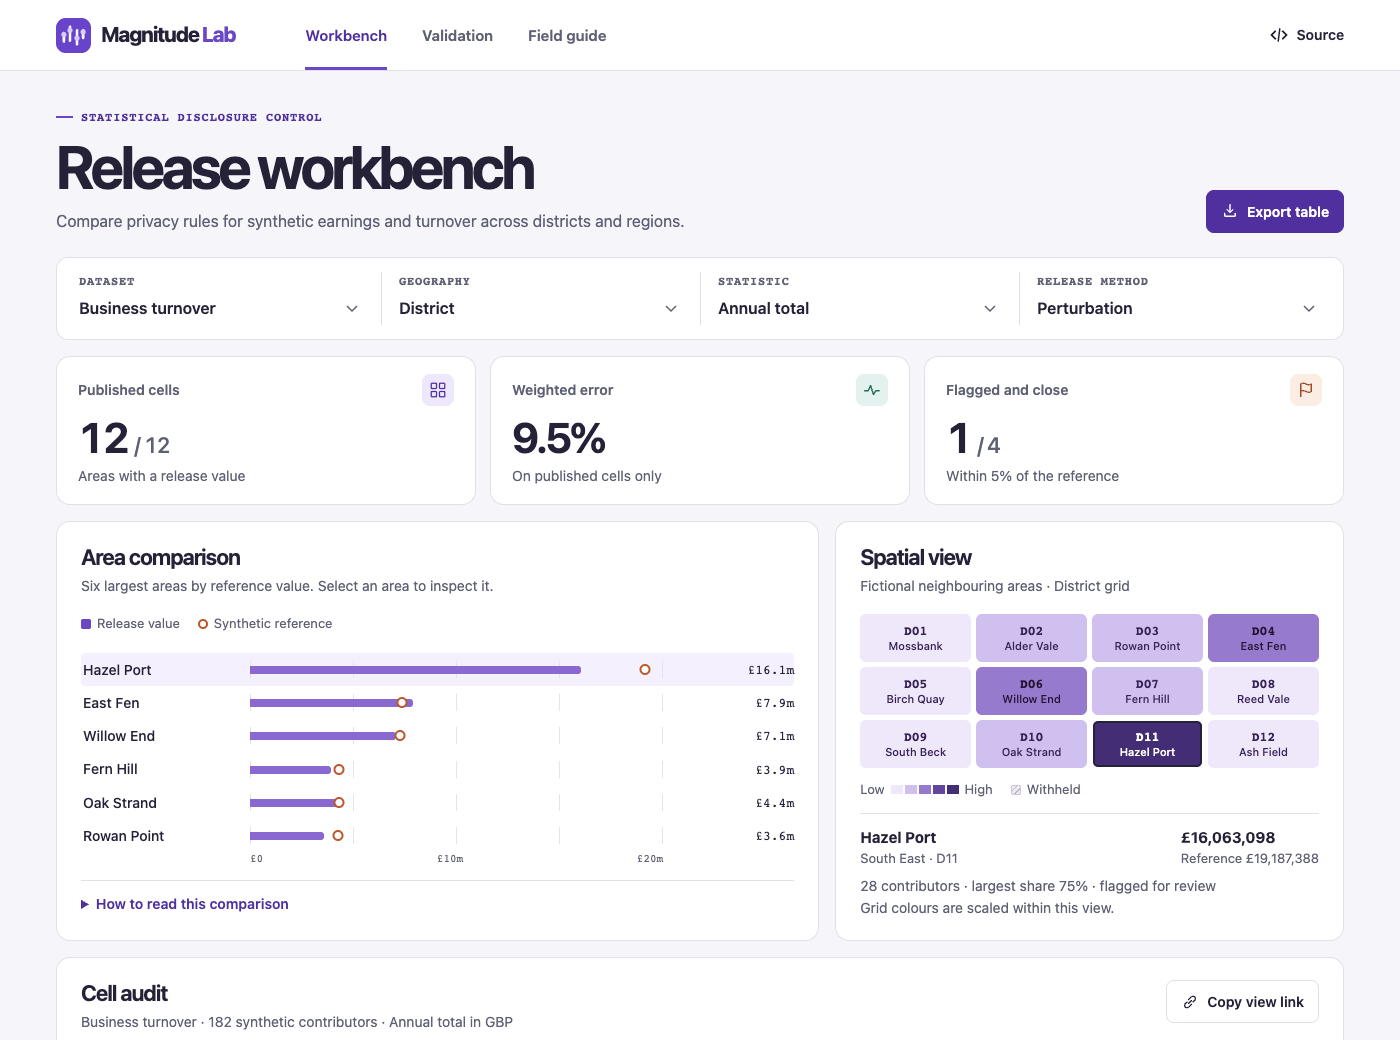 Magnitude Lab
Workbench
Validation
Field guide
Source
STATISTICAL DISCLOSURE CONTROL
Release workbench
Compare privacy rules for synthetic earnings and turnover across districts and regions.
Export table
DATASET
Business turnover
GEOGRAPHY
District
STATISTIC
Annual total
RELEASE METHOD
Perturbation
Published cells
12 / 12
Areas with a release value
Weighted error
9.5%
On published cells only
Flagged and close
1 / 4
Within 5% of the reference
Area comparison
Six largest areas by reference value. Select an area to inspect it.
Release value
Synthetic reference
Hazel Port £16.1m
East Fen £7.9m
Willow End £7.1m
Fern Hill £3.9m
Oak Strand £4.4m
Rowan Point £3.6m
£0 £10m £20m
How to read this comparison
Spatial view
Fictional neighbouring areas · District grid
D01 D02 D03 D04
Mossbank Alder Vale Rowan Point East Fen
D05 D06 D07 D08
Birch Quay Willow End Fern Hill Reed Vale
D09 D10 D11 D12
South Beck Oak Strand Hazel Port Ash Field
Low High Withheld
Hazel Port £16,063,098
South East · D11 Reference £19,187,388
28 contributors · largest share 75% · flagged for review
Grid colours are scaled within this view.
Cell audit
Business turnover · 182 synthetic contributors · Annual total in GBP
Copy view link